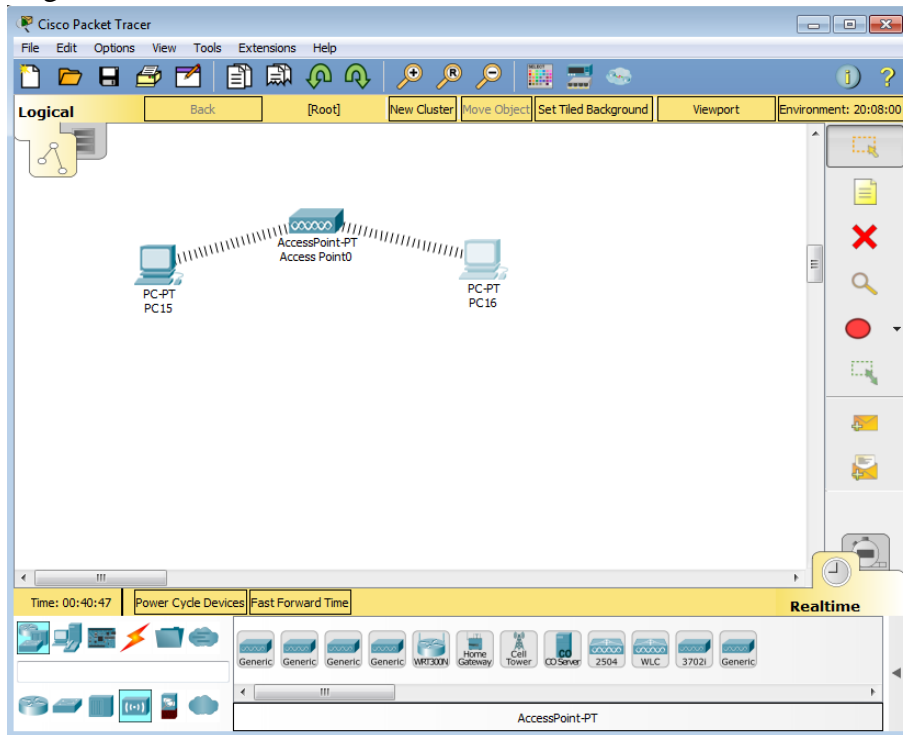 Cisco Packet Tracer
File Edit Options View Tools Extensions Help
Logical Back [Root] New Cluster Move Object Set Tiled Background Viewport Environment: 20:08:00
AccessPoint-PT
Access Point0
PC-PT
PC15
PC-PT
PC16
Time: 00:40:47 Power Cycle Devices Fast Forward Time Realtime
Generic Generic Generic Generic WRT300N Home Gateway Cell Tower CO Server 2504 WLC 3702i Generic
AccessPoint-PT